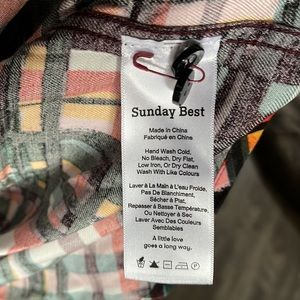 Sunday Best
Made in China
Fabriqué en Chine
Hand Wash Cold,
No Bleach, Dry Flat,
Low Iron, Or Dry Clean
Wash With Like Colours
Laver À La Main À L'eau Froide,
Pas De Blanchiment,
Sécher À Plat,
Repasser À Basse Température,
Ou Nettoyer À Sec
Laver Avec Des Couleurs
Semblables
A little love
goes a long way.